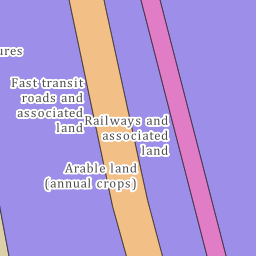 ures
Fast transit
roads and
associated
land
Railways and
associated
land
Arable land
(annual crops)